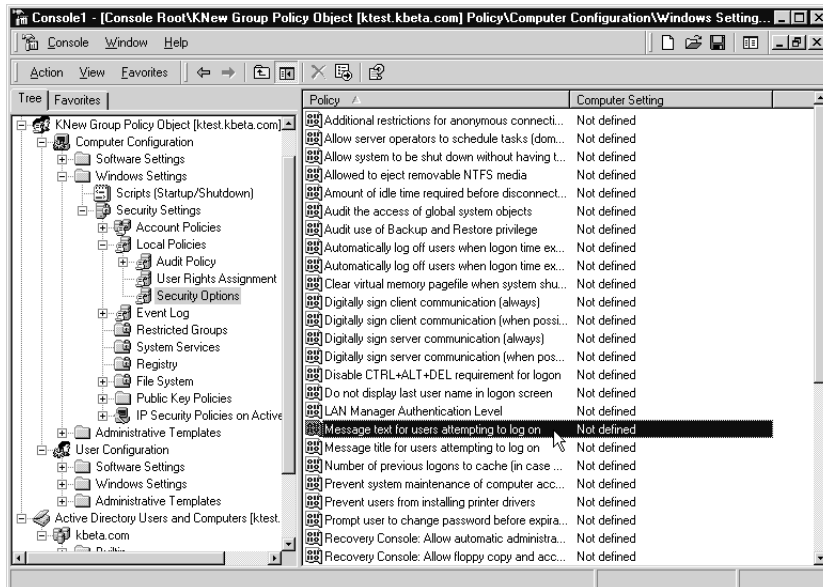 Console1 - [Console Root\KNew Group Policy Object [ktest.kbeta.com] Policy\Computer Configuration\Windows Setting...
Console Window Help
Action View Favorites
Tree Favorites
KNew Group Policy Object [ktest.kbeta.com]
Computer Configuration
Software Settings
Windows Settings
Scripts (Startup/Shutdown)
Security Settings
Account Policies
Local Policies
Audit Policy
User Rights Assignment
Security Options
Event Log
Restricted Groups
System Services
Registry
File System
Public Key Policies
IP Security Policies on Active
Administrative Templates
User Configuration
Software Settings
Windows Settings
Administrative Templates
Active Directory Users and Computers [ktest.
kbeta.com
Policy Computer Setting
Additional restrictions for anonymous connecti... Not defined
Allow server operators to schedule tasks (dom... Not defined
Allow system to be shut down without having t... Not defined
Allowed to eject removable NTFS media Not defined
Amount of idle time required before disconnect... Not defined
Audit the access of global system objects Not defined
Audit use of Backup and Restore privilege Not defined
Automatically log off users when logon time ex... Not defined
Automatically log off users when logon time ex... Not defined
Clear virtual memory pagefile when system shu... Not defined
Digitally sign client communication (always) Not defined
Digitally sign client communication (when possi... Not defined
Digitally sign server communication (always) Not defined
Digitally sign server communication (when pos... Not defined
Disable CTRL+ALT+DEL requirement for logon Not defined
Do not display last user name in logon screen Not defined
LAN Manager Authentication Level Not defined
Message text for users attempting to log on Not defined
Message title for users attempting to log on Not defined
Number of previous logons to cache (in case ... Not defined
Prevent system maintenance of computer acc... Not defined
Prevent users from installing printer drivers Not defined
Prompt user to change password before expira... Not defined
Recovery Console: Allow automatic administra... Not defined
Recovery Console: Allow floppy copy and acc... Not defined